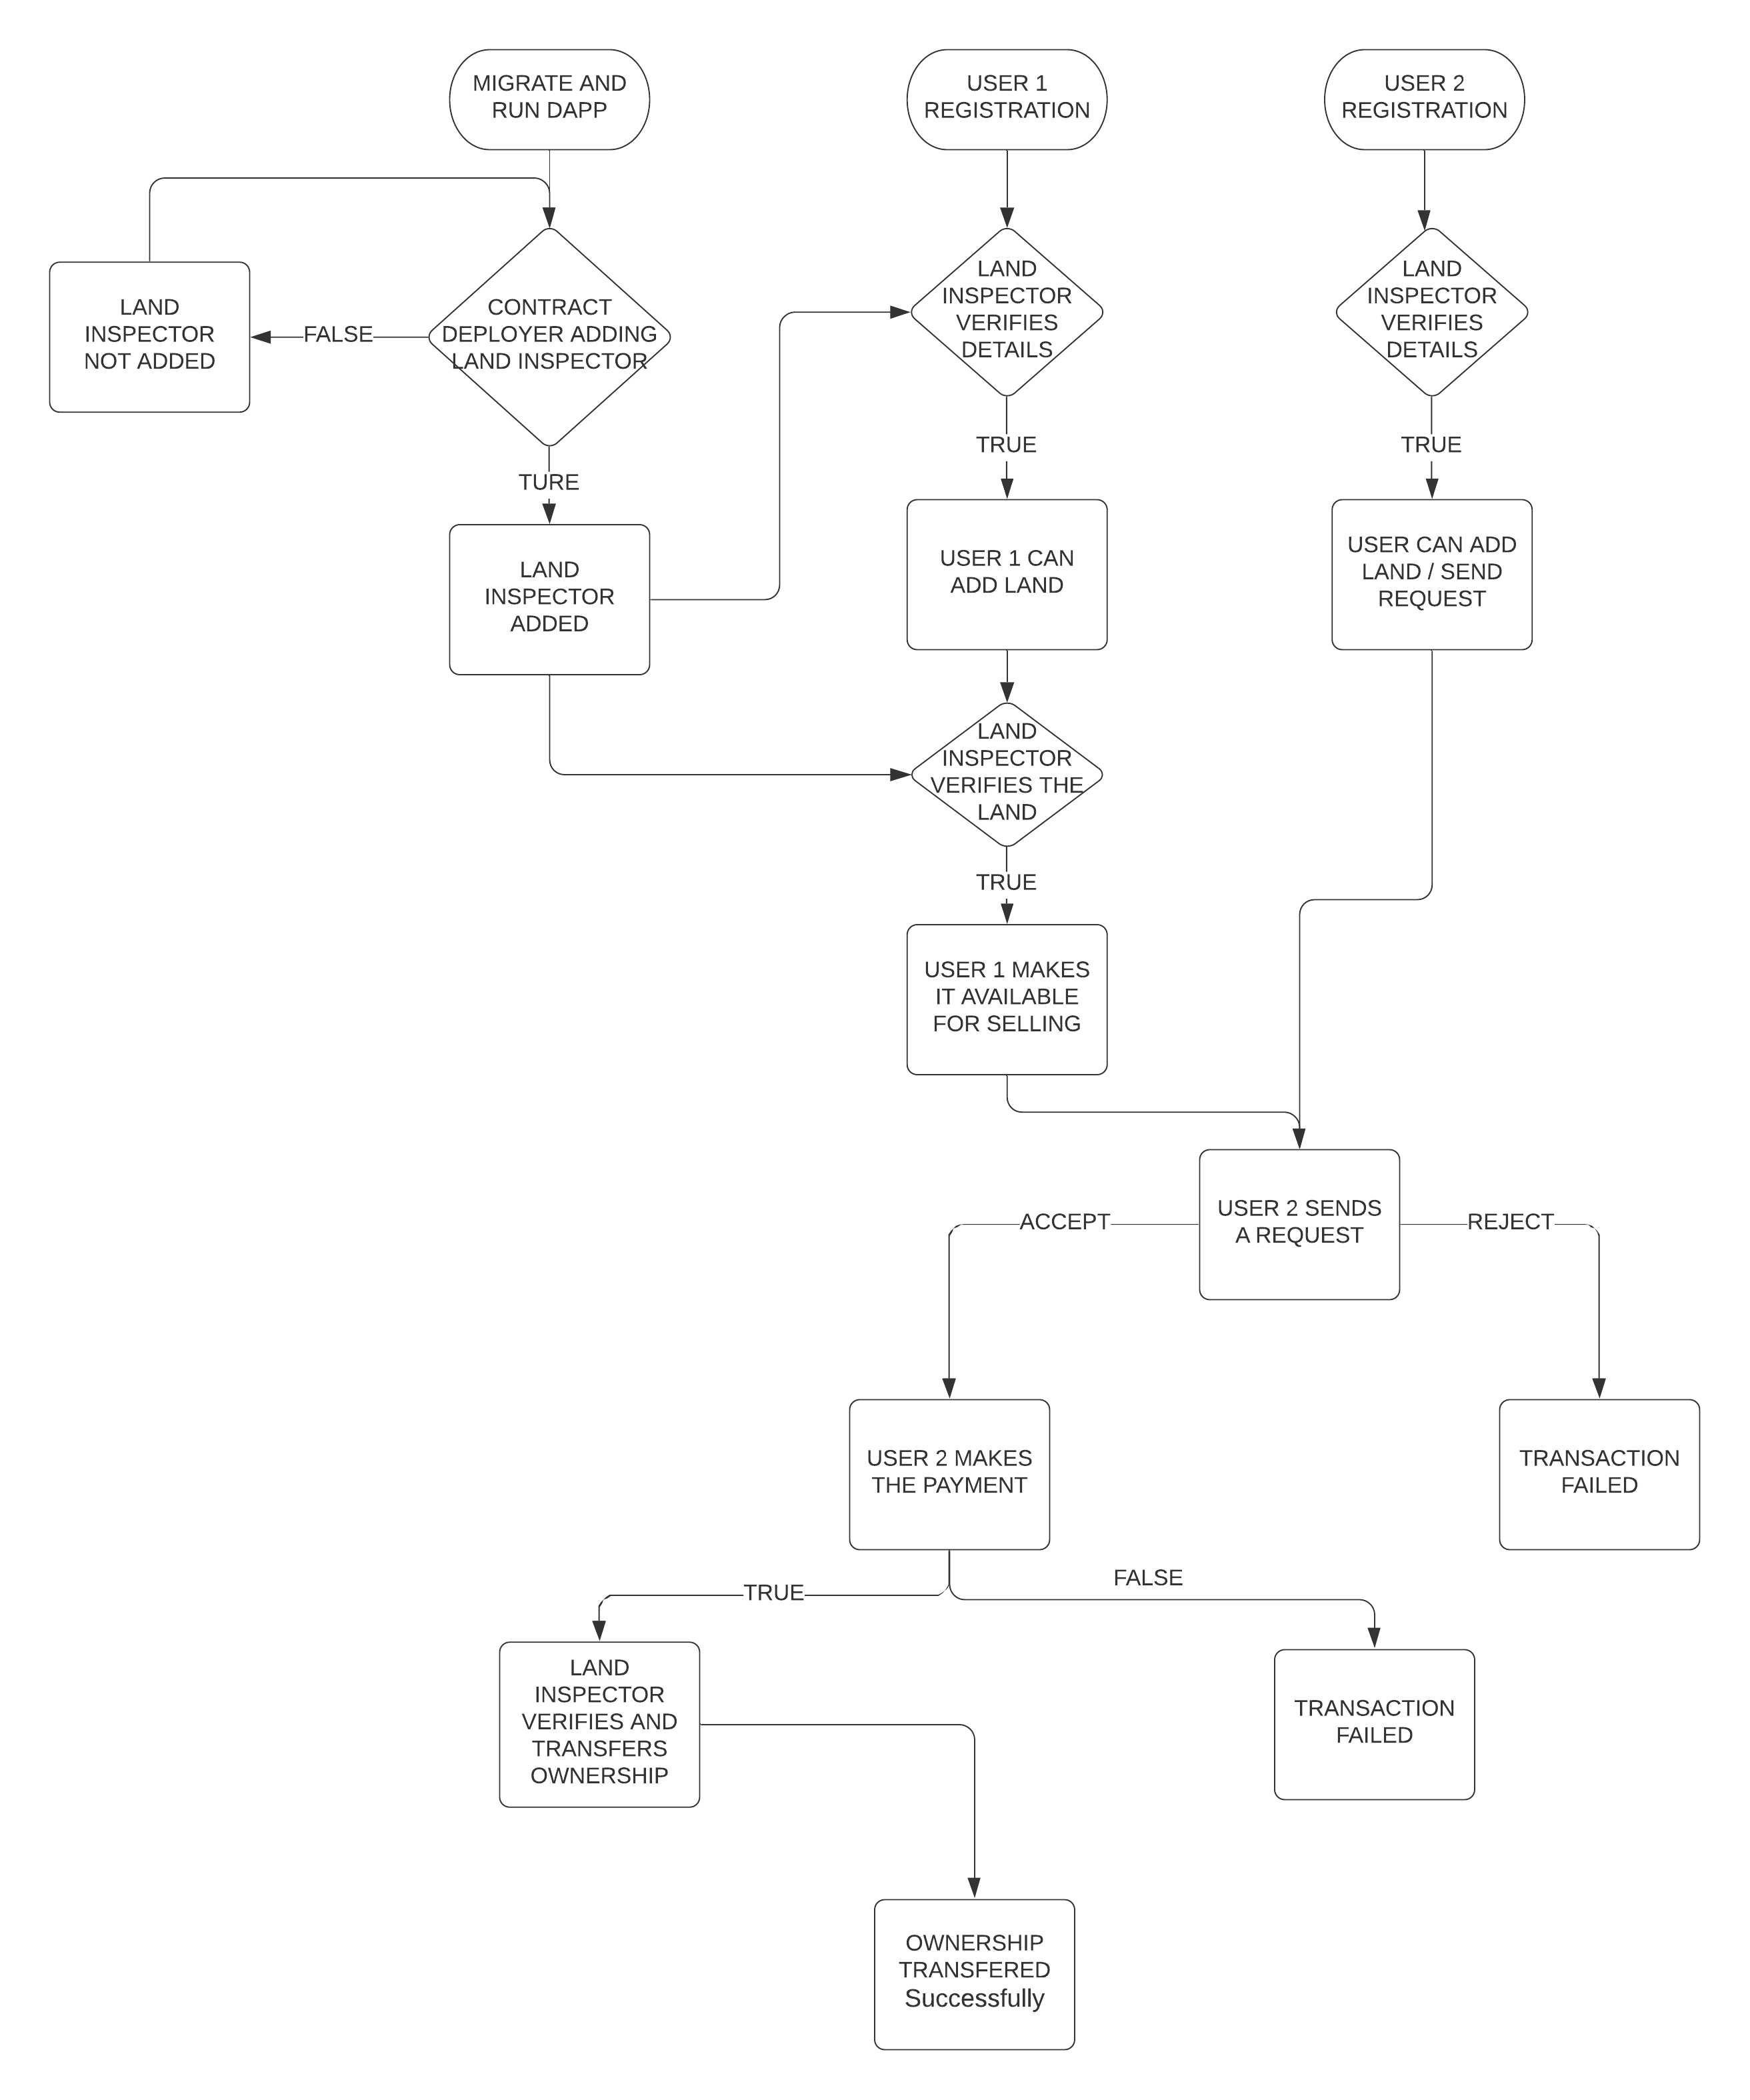 MIGRATE AND
RUN DAPP
USER 1
REGISTRATION
USER 2
REGISTRATION
LAND
INSPECTOR
NOT ADDED
FALSE
CONTRACT
DEPLOYER ADDING
LAND INSPECTOR
LAND
INSPECTOR
VERIFIES
DETAILS
LAND
INSPECTOR
VERIFIES
DETAILS
TURE
TRUE
TRUE
LAND
INSPECTOR
ADDED
USER 1 CAN
ADD LAND
USER CAN ADD
LAND / SEND
REQUEST
LAND
INSPECTOR
VERIFIES THE
LAND
TRUE
USER 1 MAKES
IT AVAILABLE
FOR SELLING
USER 2 SENDS
A REQUEST
ACCEPT
REJECT
USER 2 MAKES
THE PAYMENT
TRANSACTION
FAILED
TRUE
FALSE
LAND
INSPECTOR
VERIFIES AND
TRANSFERS
OWNERSHIP
TRANSACTION
FAILED
OWNERSHIP
TRANSFERED
Successfully